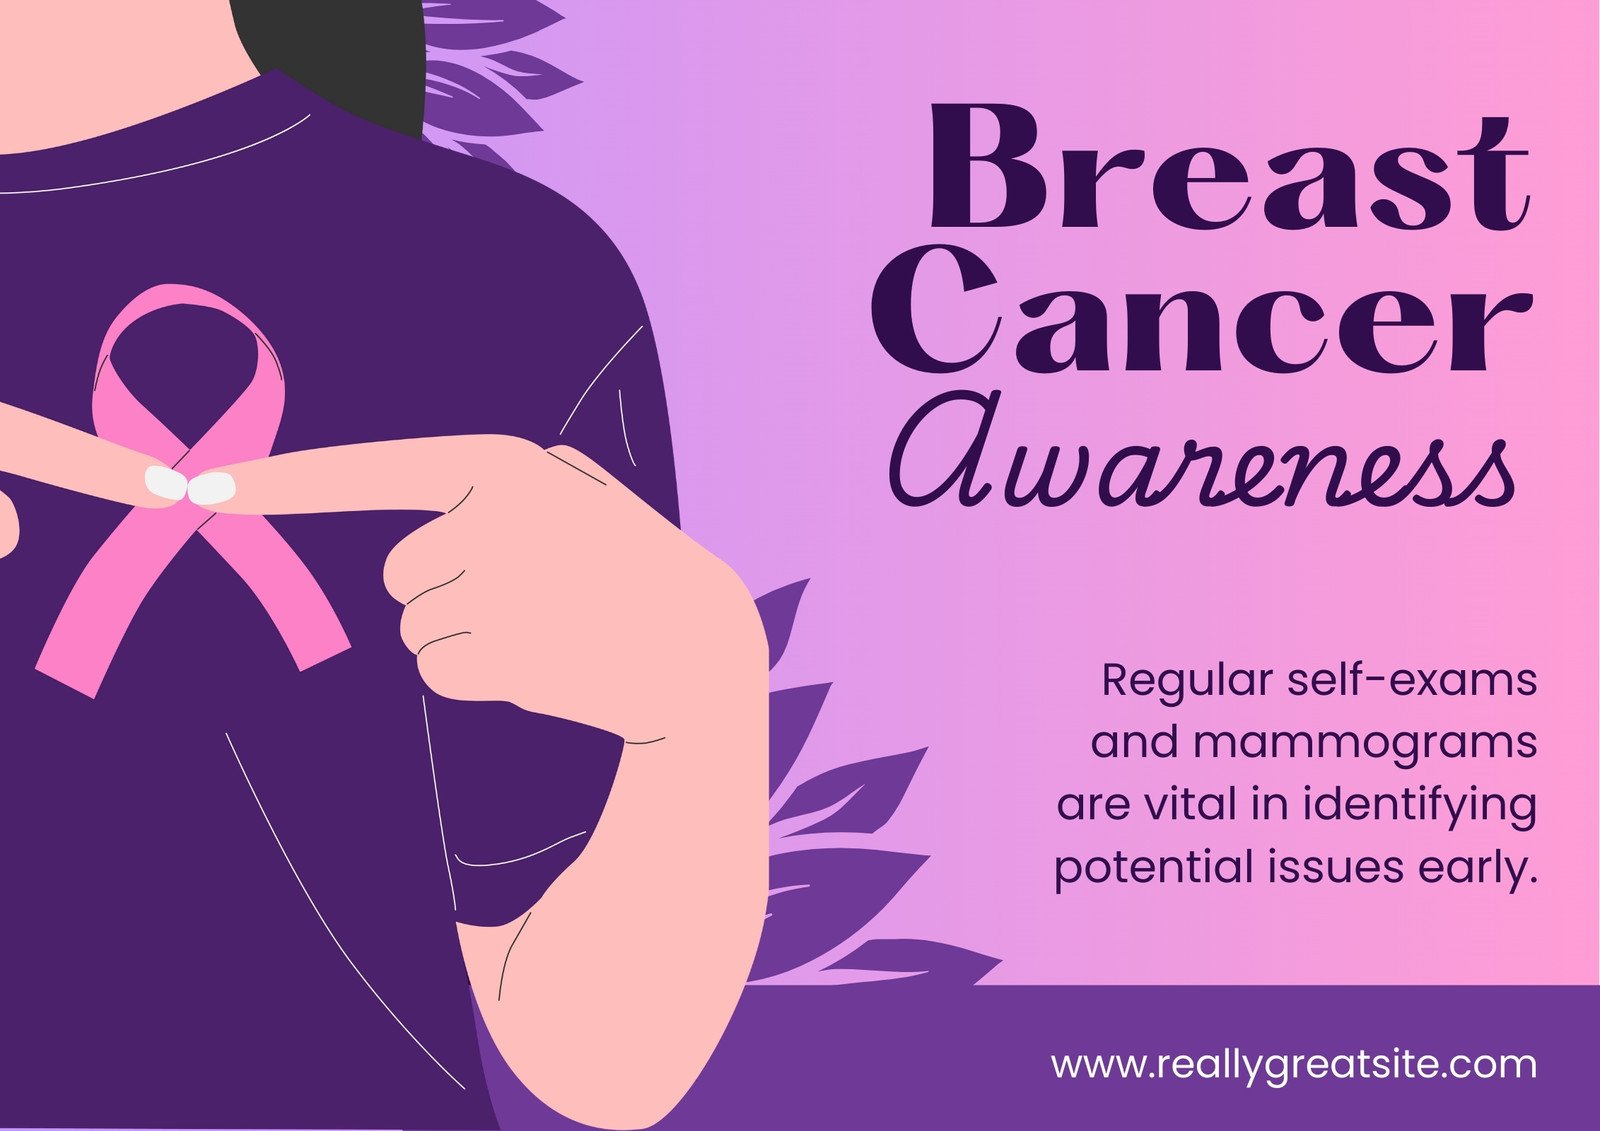 Breast
Cancer
Awareness
Regular self-exams
and mammograms
are vital in identifying
potential issues early.
www.reallygreatsite.com